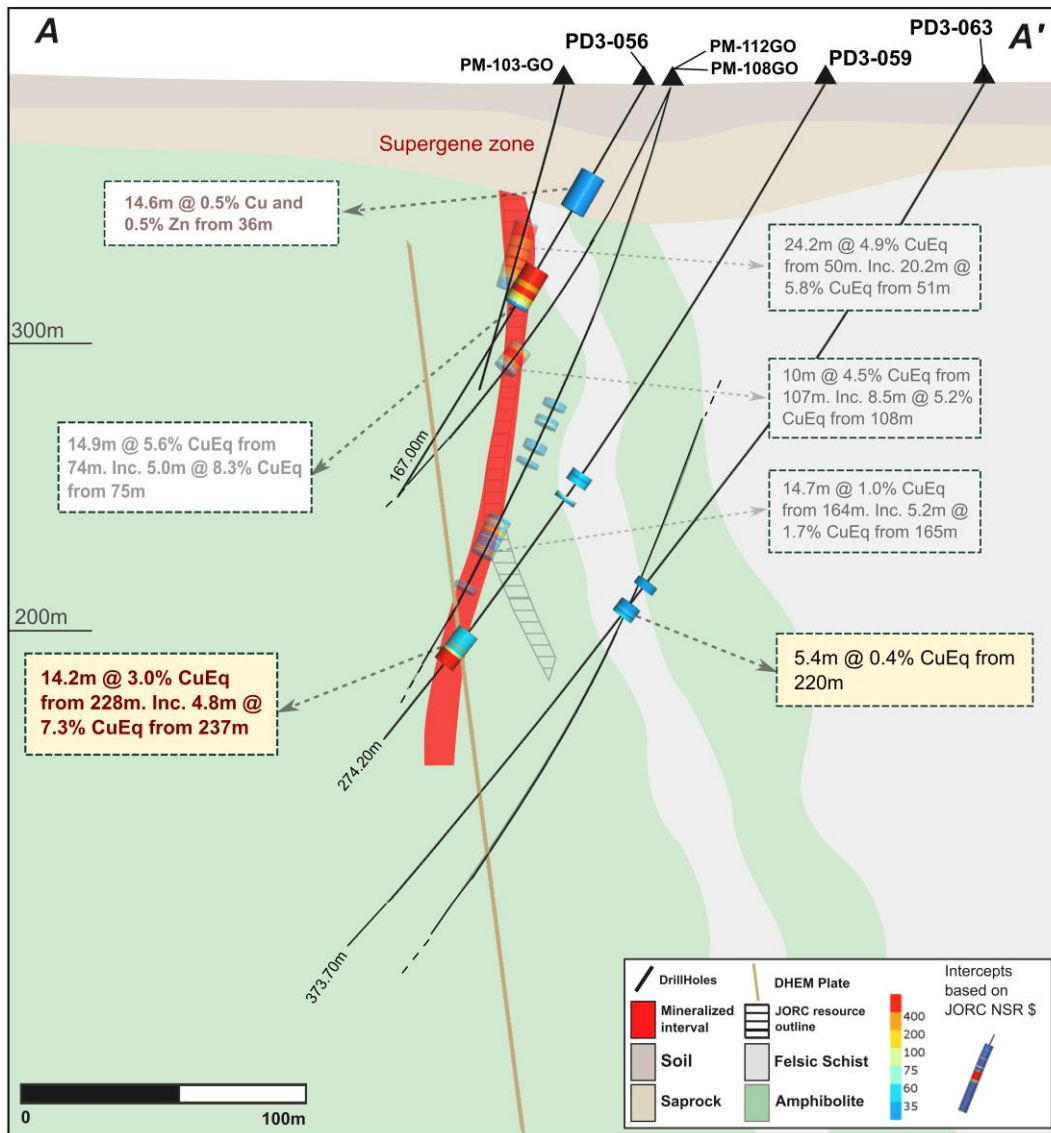 A
A'
PM-103-GO
PD3-056
PM-112GO
PM-108GO
PD3-059
PD3-063
Supergene zone
14.6m @ 0.5% Cu and
0.5% Zn from 36m
24.2m @ 4.9% CuEq
from 50m. Inc. 20.2m @
5.8% CuEq from 51m
300m
10m @ 4.5% CuEq from
107m. Inc. 8.5m @ 5.2%
CuEq from 108m
14.9m @ 5.6% CuEq from
74m. Inc. 5.0m @ 8.3% CuEq
from 75m
167.00m
14.7m @ 1.0% CuEq
from 164m. Inc. 5.2m @
1.7% CuEq from 165m
200m
14.2m @ 3.0% CuEq
from 228m. Inc. 4.8m @
7.3% CuEq from 237m
5.4m @ 0.4% CuEq from
220m
274.20m
373.70m
DrillHoles
DHEM Plate
Mineralized
interval
JORC resource
outline
Soil
Felsic Schist
Saprock
Amphibolite
400
200
100
75
60
35
Intercepts
based on
JORC NSR $
0
100m